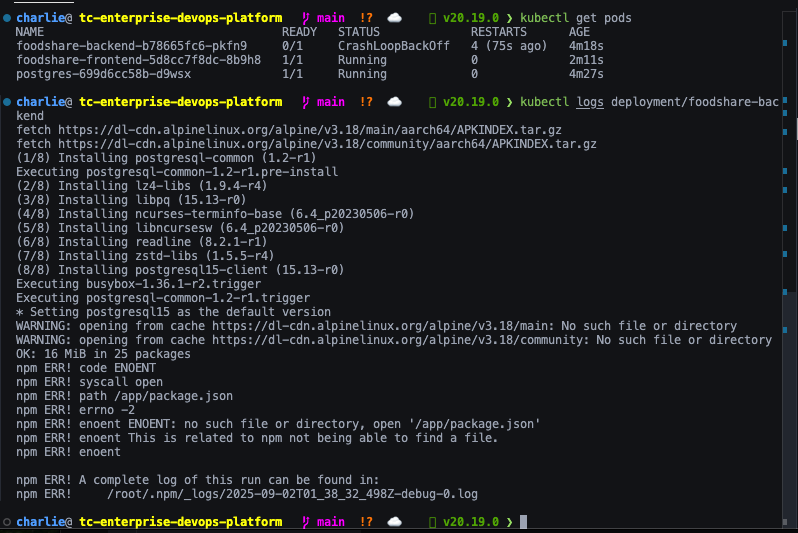 charlie@ tc-enterprise-devops-platform main !? ☁️ v20.19.0 ❯ kubectl get pods
NAME READY STATUS RESTARTS AGE
foodshare-backend-b78665fc6-pkfn9 0/1 CrashLoopBackOff 4 (75s ago) 4m18s
foodshare-frontend-5d8cc7f8dc-8b9h8 1/1 Running 0 2m11s
postgres-699d6cc58b-d9wsx 1/1 Running 0 4m27s
charlie@ tc-enterprise-devops-platform main !? ☁️ v20.19.0 ❯ kubectl logs deployment/foodshare-bac
kend
fetch https://dl-cdn.alpinelinux.org/alpine/v3.18/main/aarch64/APKINDEX.tar.gz
fetch https://dl-cdn.alpinelinux.org/alpine/v3.18/community/aarch64/APKINDEX.tar.gz
(1/8) Installing postgresql-common (1.2-r1)
Executing postgresql-common-1.2-r1.pre-install
(2/8) Installing lz4-libs (1.9.4-r4)
(3/8) Installing libpq (15.13-r0)
(4/8) Installing ncurses-terminfo-base (6.4_p20230506-r0)
(5/8) Installing libncursesw (6.4_p20230506-r0)
(6/8) Installing readline (8.2.1-r1)
(7/8) Installing zstd-libs (1.5.5-r4)
(8/8) Installing postgresql15-client (15.13-r0)
Executing busybox-1.36.1-r2.trigger
Executing postgresql-common-1.2-r1.trigger
* Setting postgresql15 as the default version
WARNING: opening from cache https://dl-cdn.alpinelinux.org/alpine/v3.18/main: No such file or directory
WARNING: opening from cache https://dl-cdn.alpinelinux.org/alpine/v3.18/community: No such file or directory
OK: 16 MiB in 25 packages
npm ERR! code ENOENT
npm ERR! syscall open
npm ERR! path /app/package.json
npm ERR! errno -2
npm ERR! enoent ENOENT: no such file or directory, open '/app/package.json'
npm ERR! enoent This is related to npm not being able to find a file.
npm ERR! enoent
npm ERR! A complete log of this run can be found in:
npm ERR! /root/.npm/_logs/2025-09-02T01_38_32_498Z-debug-0.log
charlie@ tc-enterprise-devops-platform main !? ☁️ v20.19.0 ❯